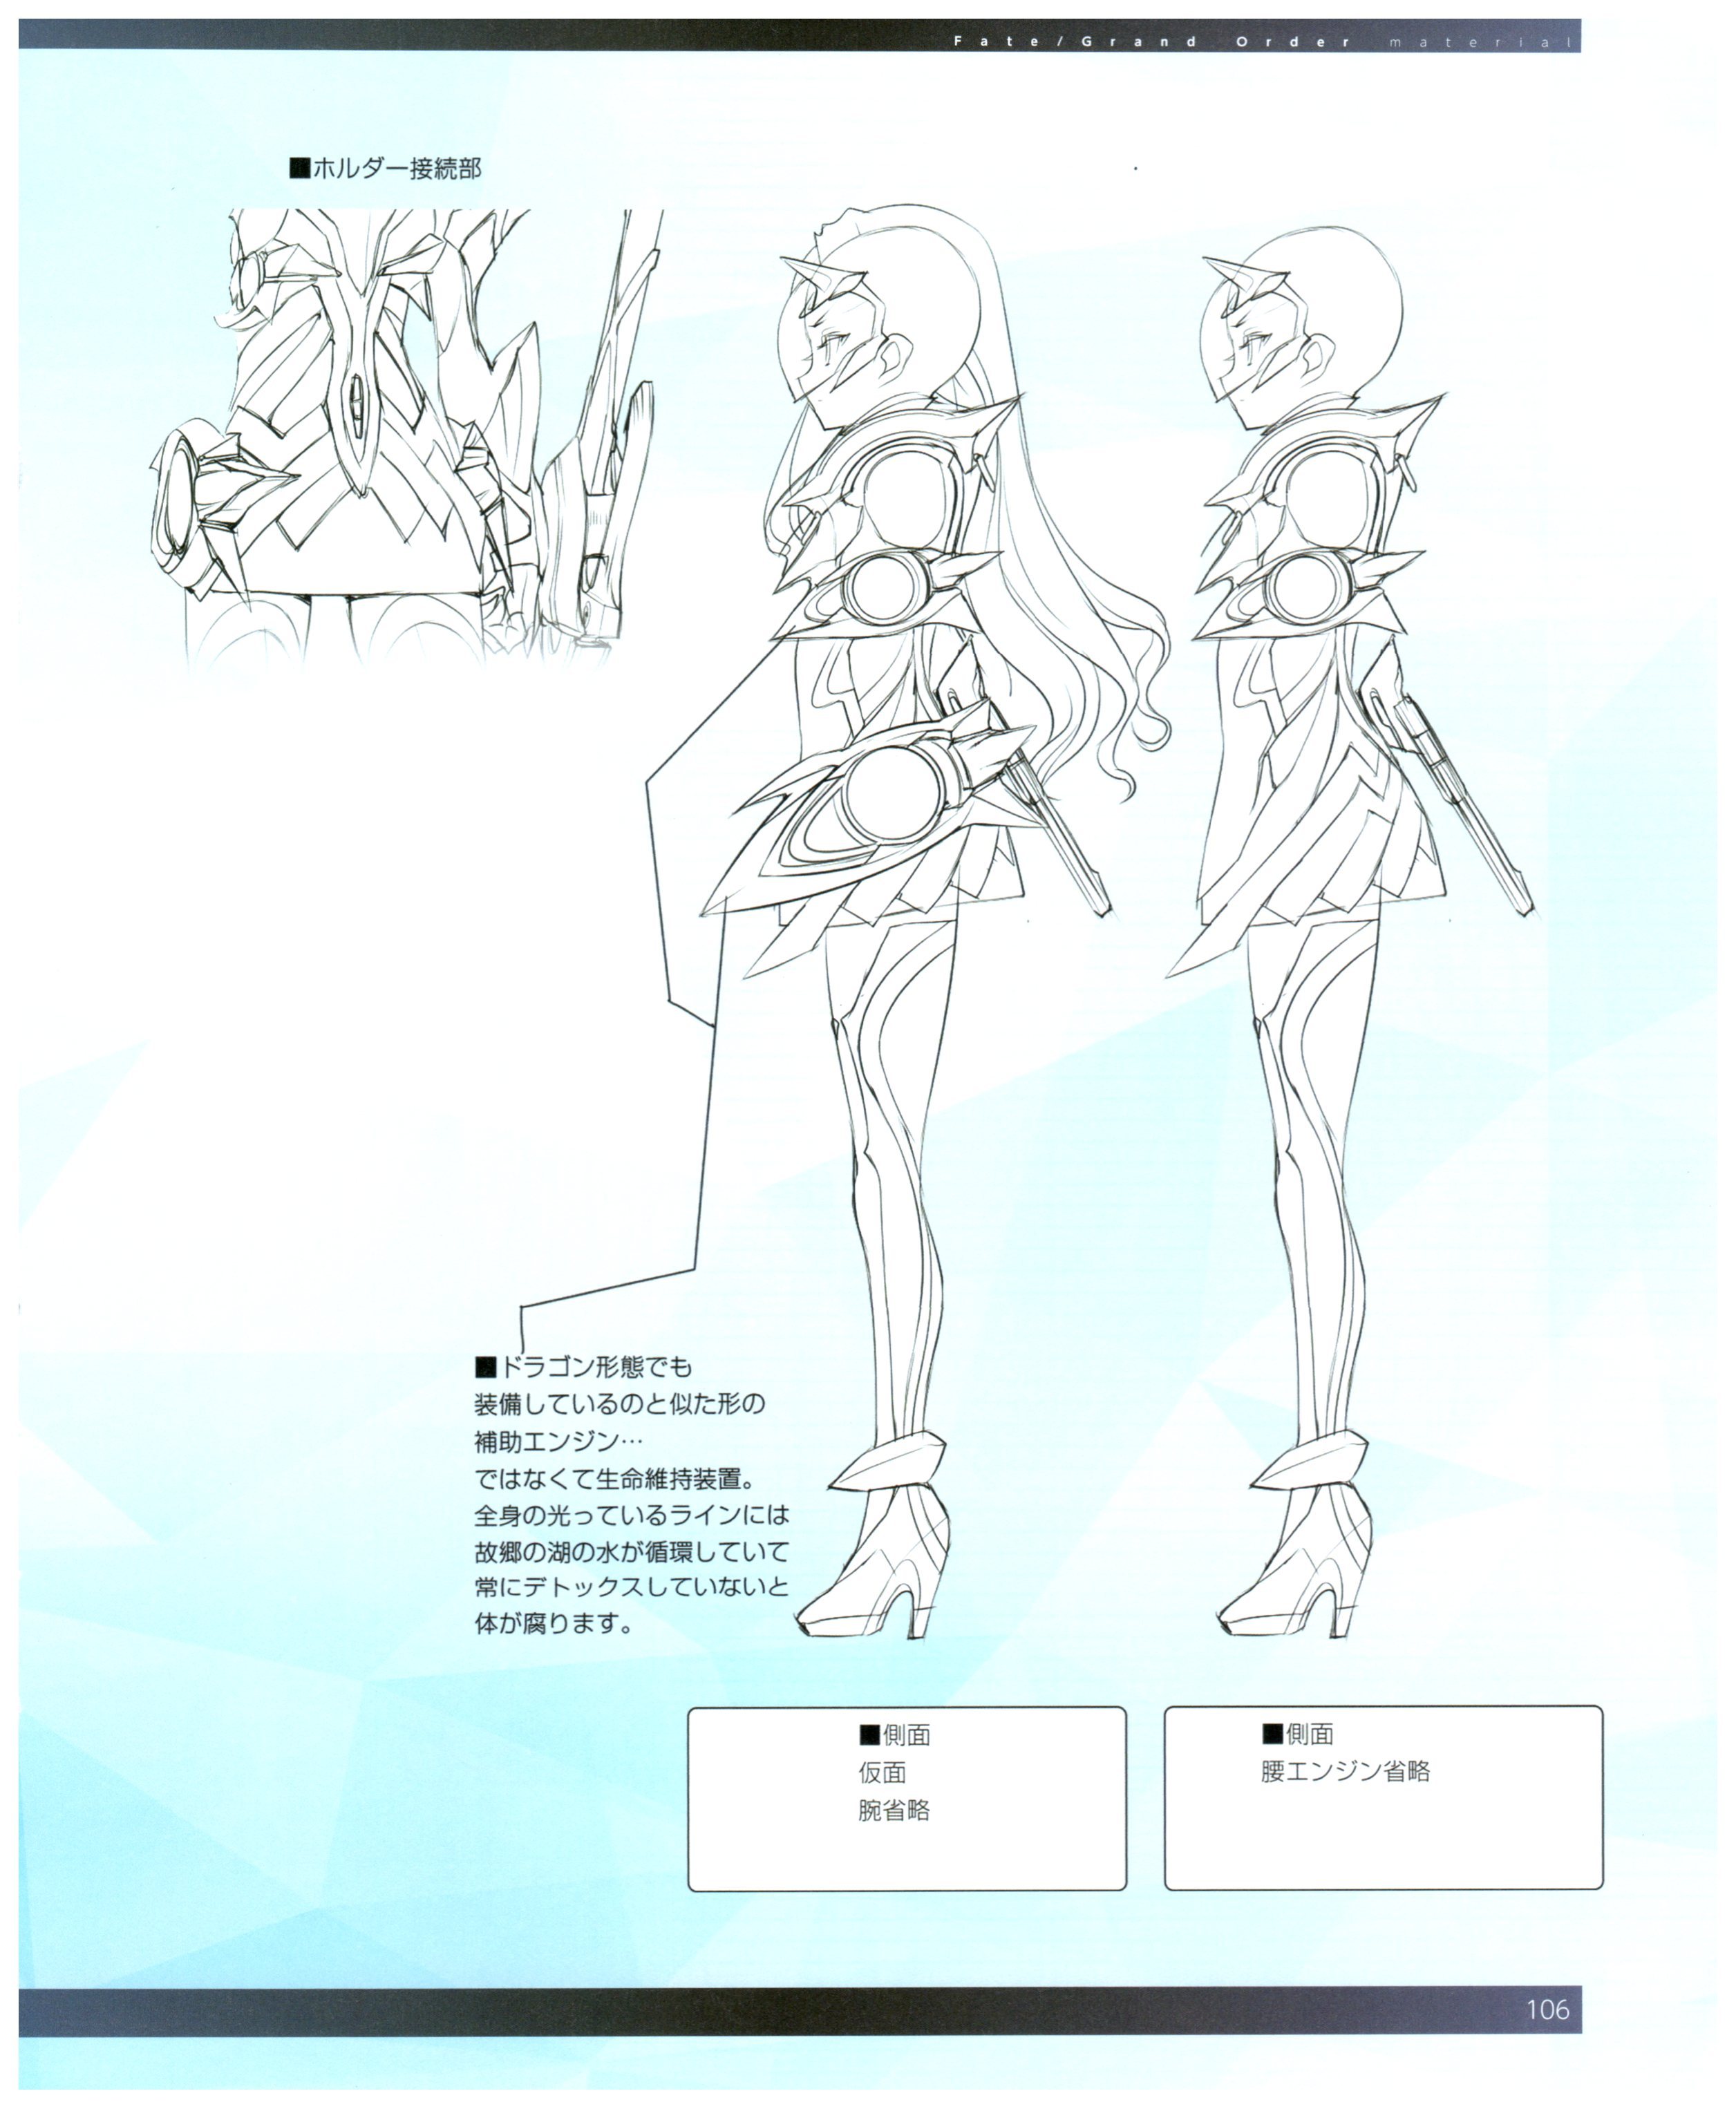 Fate/Grand Order material
■ホルダー接続部
■ドラゴン形態でも
装備しているのと似た形の
補助エンジン…
ではなくて生命維持装置。
全身の光っているラインには
故郷の湖の水が循環していて
常にデトックスしていないと
体が腐ります。
■側面
仮面
腕省略
■側面
腰エンジン省略
106